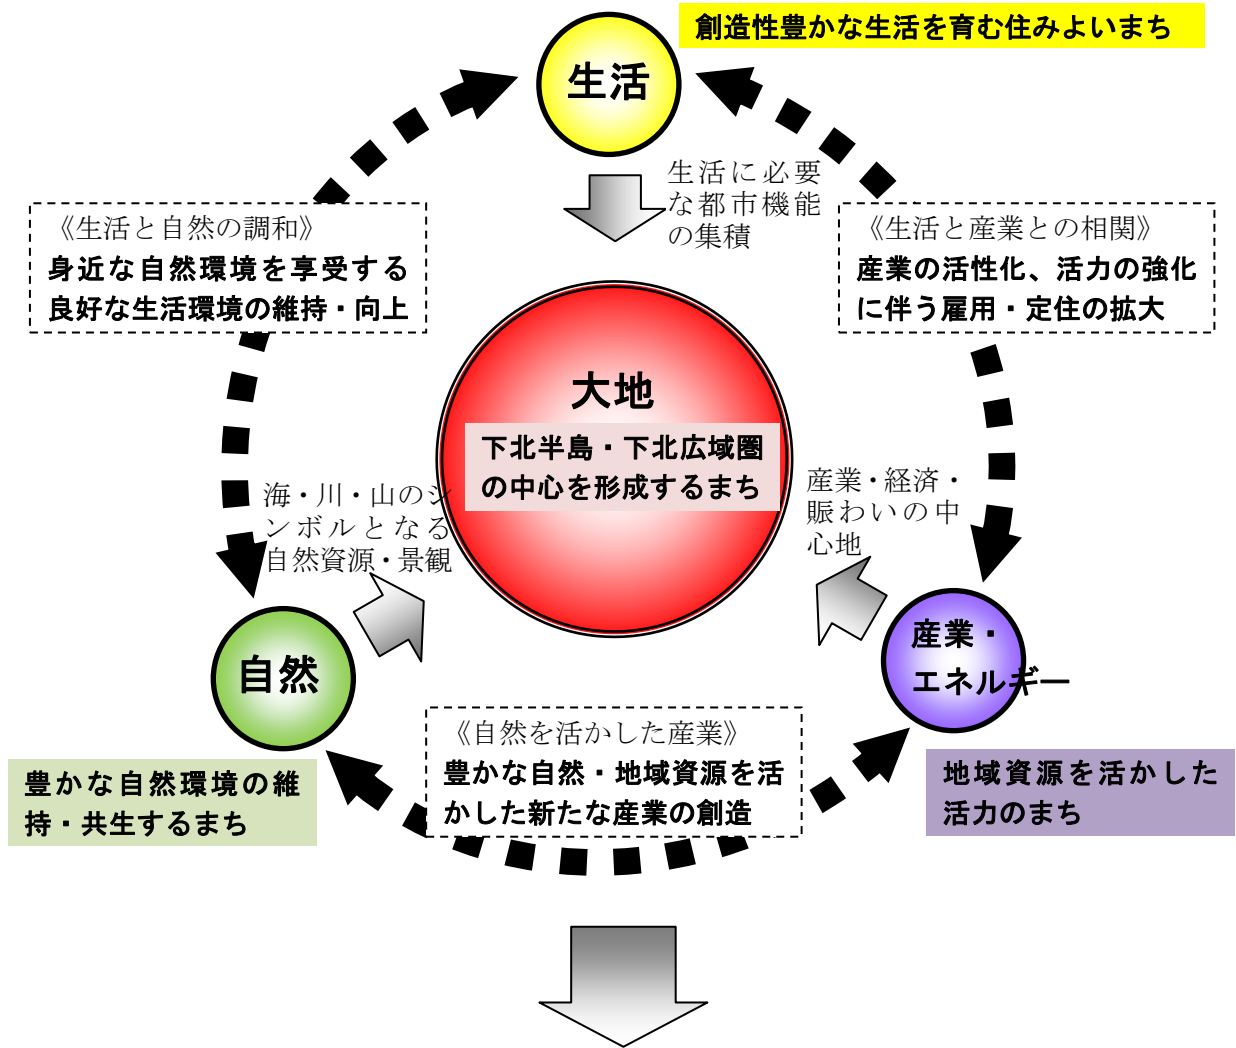 創造性豊かな生活を育む住みよいまち
生活
生活に必要
な都市機能
の集積
《生活と自然の調和》
身近な自然環境を享受する
良好な生活環境の維持・向上
《生活と産業との相関》
産業の活性化、活力の強化
に伴う雇用・定住の拡大
大地
下北半島・下北広域圏
の中心を形成するまち
海・川・山のシ
ンボルとなる
自然資源・景観
産業・経済・
賑わいの中
心地
自然
産業・
エネルギー
《自然を活かした産業》
豊かな自然・地域資源を活
かした新たな産業の創造
豊かな自然環境の維
持・共生するまち
地域資源を活かした
活力のまち